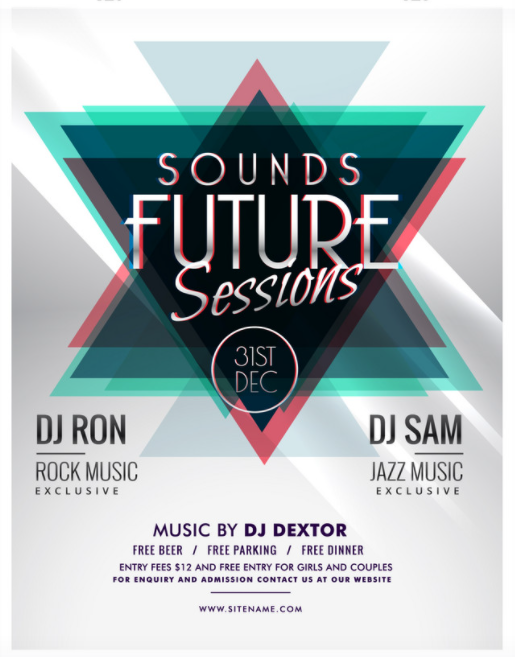 SOUNDS
FUTURE
Sessions
31ST
DEC
DJ RON
ROCK MUSIC
EXCLUSIVE
DJ SAM
JAZZ MUSIC
EXCLUSIVE
MUSIC BY DJ DEXTOR
FREE BEER / FREE PARKING / FREE DINNER
ENTRY FEES $12 AND FREE ENTRY FOR GIRLS AND COUPLES
FOR ENQUIRY AND ADMISSION CONTACT US AT OUR WEBSITE
WWW.SITENAME.COM